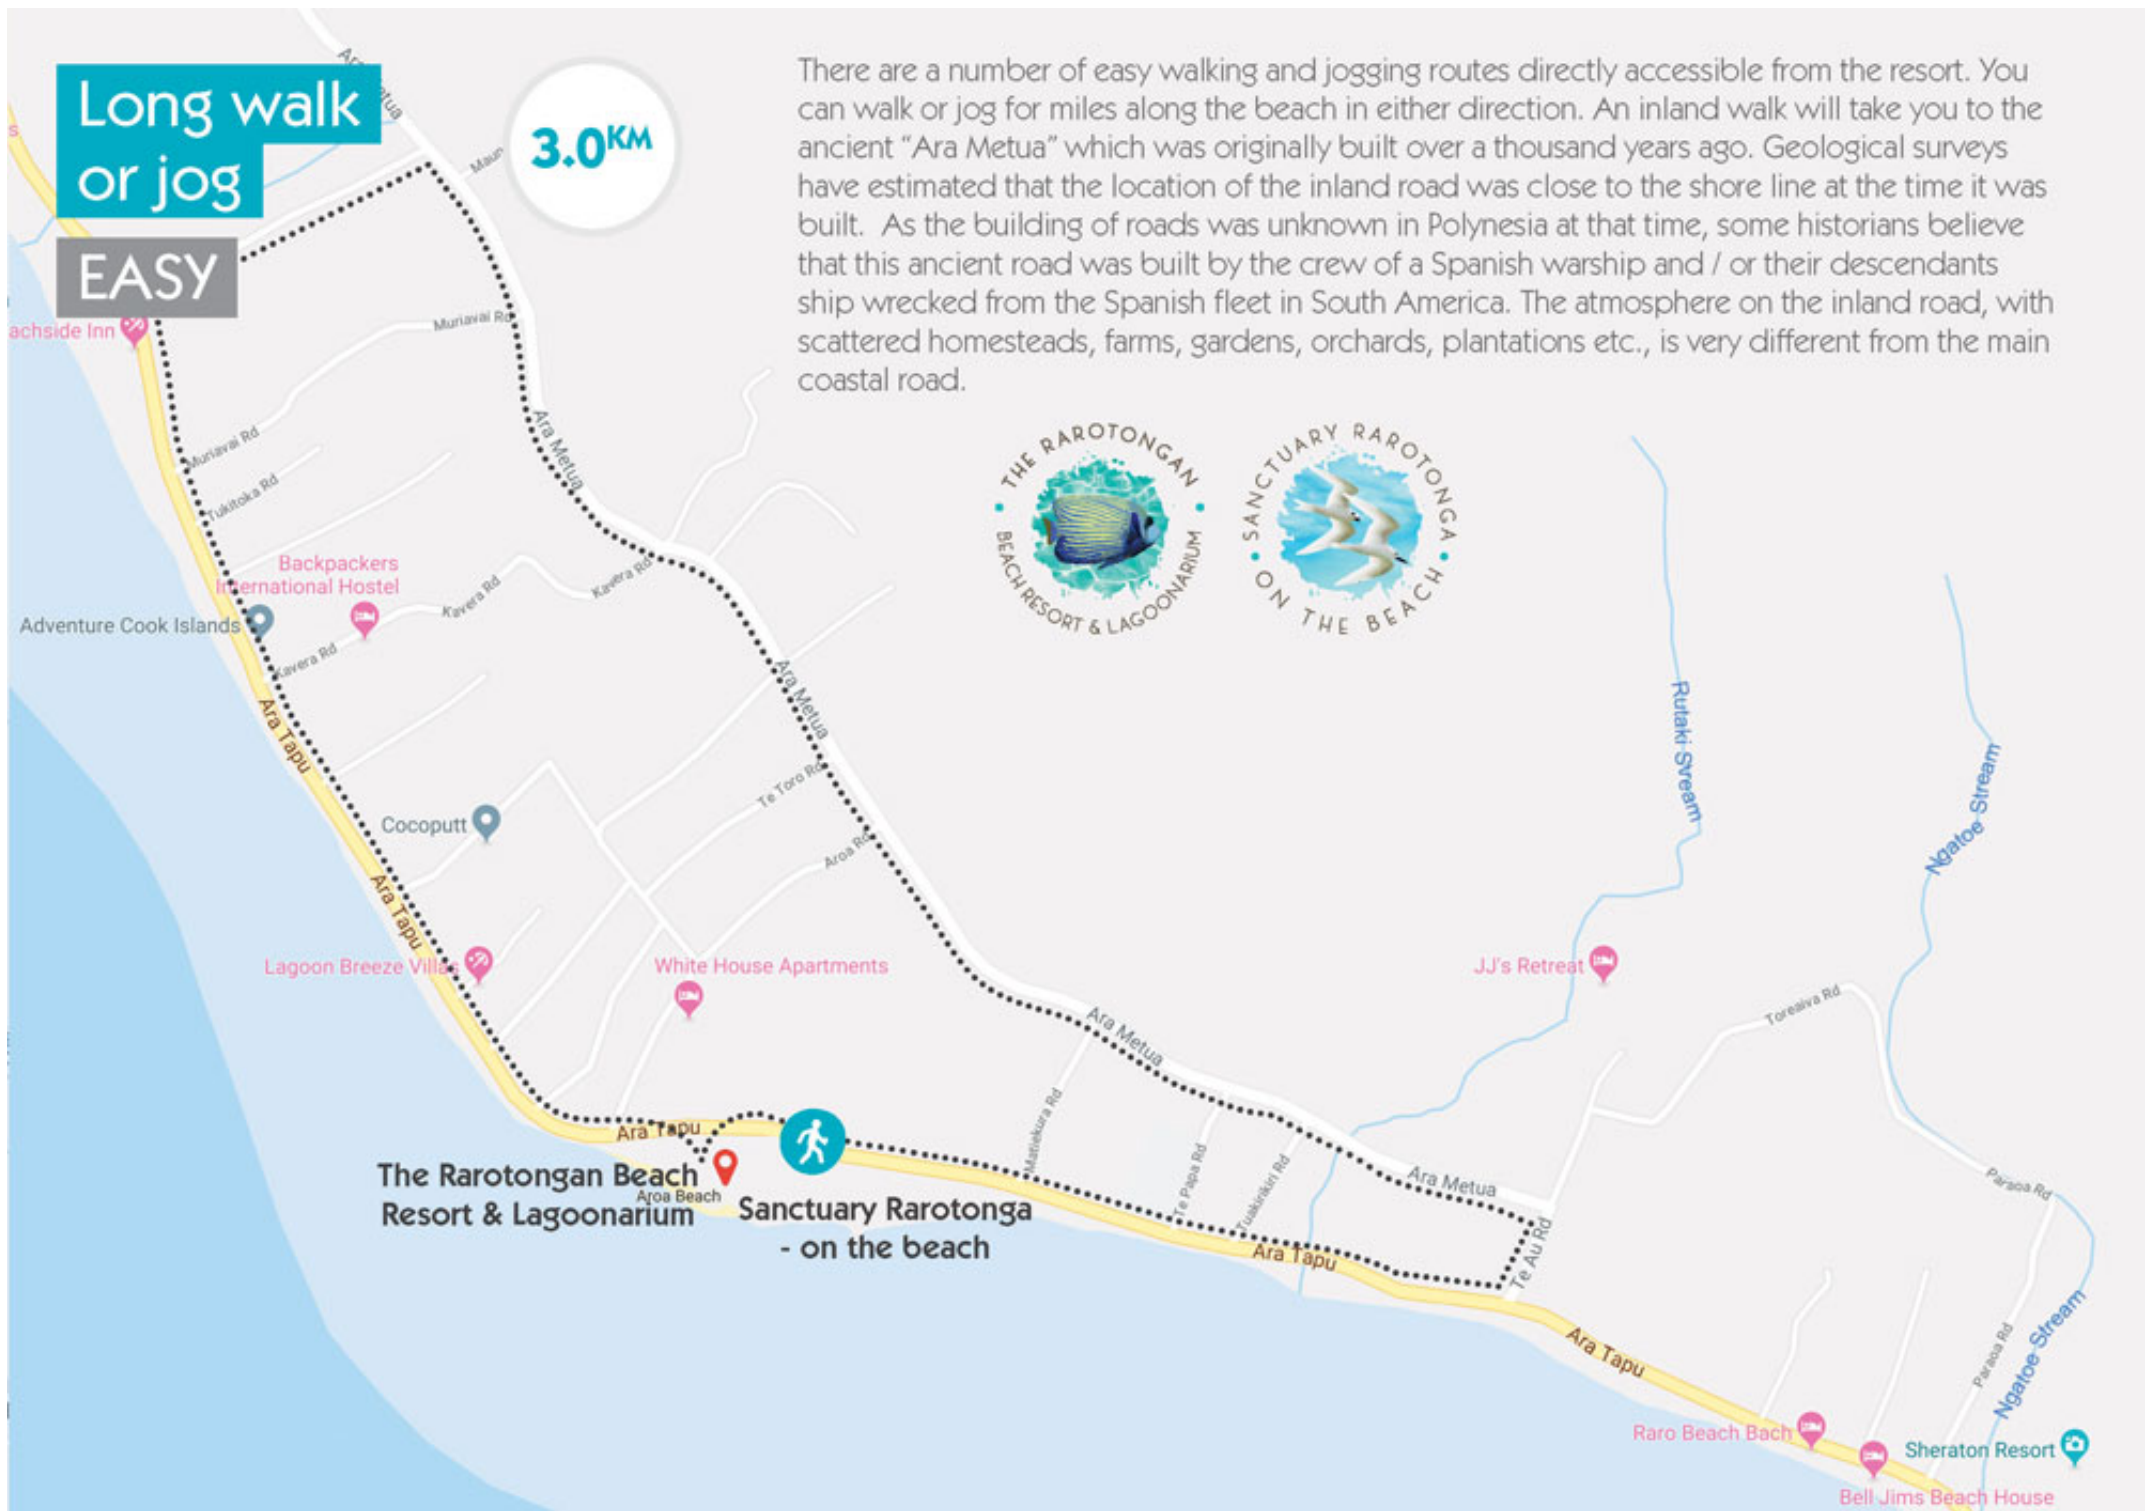 Long walk
or jog
EASY
3.0KM
There are a number of easy walking and jogging routes directly accessible from the resort. You
can walk or jog for miles along the beach in either direction. An inland walk will take you to the
ancient “Ara Metua” which was originally built over a thousand years ago. Geological surveys
have estimated that the location of the inland road was close to the shore line at the time it was
built. As the building of roads was unknown in Polynesia at that time, some historians believe
that this ancient road was built by the crew of a Spanish warship and / or their descendants
ship wrecked from the Spanish fleet in South America. The atmosphere on the inland road, with
scattered homesteads, farms, gardens, orchards, plantations etc., is very different from the main
coastal road.
THE RAROTONGAN
BEACH RESORT & LAGOONARIUM
SANCTUARY RAROTONGA
ON THE BEACH
achside Inn
Muriavai Rd
Muriavai Rd
Tukitoka Rd
Ara Metua
Backpackers
International Hostel
Adventure Cook Islands
Kavera Rd
Kavera Rd
Kavera Rd
Ara Tapu
Ara Metua
Te Toro Rd
Cocoputt
Aroa Rd
Ara Tapu
Lagoon Breeze Villas
White House Apartments
JJ's Retreat
Rutaki Stream
Ngatoe Stream
Toreaiva Rd
Ara Metua
Matiekura Rd
Ara Tapu
Te Papa Rd
Tuakirikiri Rd
Ara Metua
Te Au Rd
Paraoa Rd
The Rarotongan Beach
Resort & Lagoonarium
Aroa Beach
Sanctuary Rarotonga
- on the beach
Ara Tapu
Ara Tapu
Paraoa Rd
Ngatoe Stream
Raro Beach Bach
Sheraton Resort
Bell Jims Beach House